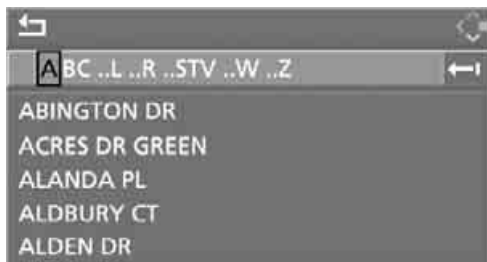 ABC ..L ..R ..STV ..W ..Z
ABINGTON DR
ACRES DR GREEN
ALANDA PL
ALDBURY CT
ALDEN DR